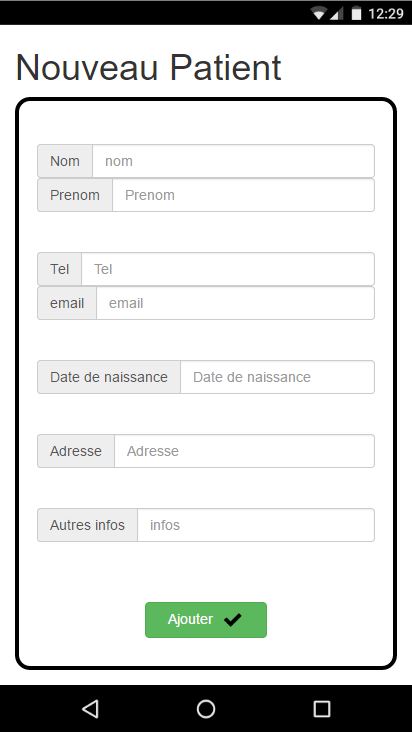 12:29
Nouveau Patient
Nom nom
Prenom Prenom
Tel Tel
email email
Date de naissance Date de naissance
Adresse Adresse
Autres infos infos
Ajouter